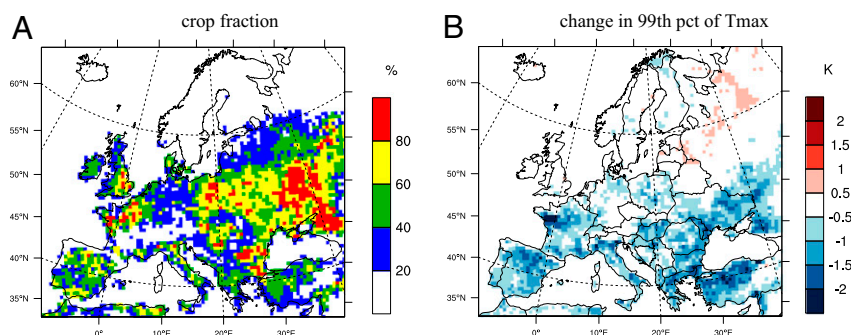 A
crop fraction
60°N
55°N
50°N
45°N
40°N
35°N
0°
10°E
20°E
30°E
%
80
60
40
20
B
change in 99th pct of Tmax
60°N
55°N
50°N
45°N
40°N
35°N
0°
10°E
20°E
30°E
K
2
1.5
1
0.5
-0.5
-1
-1.5
-2